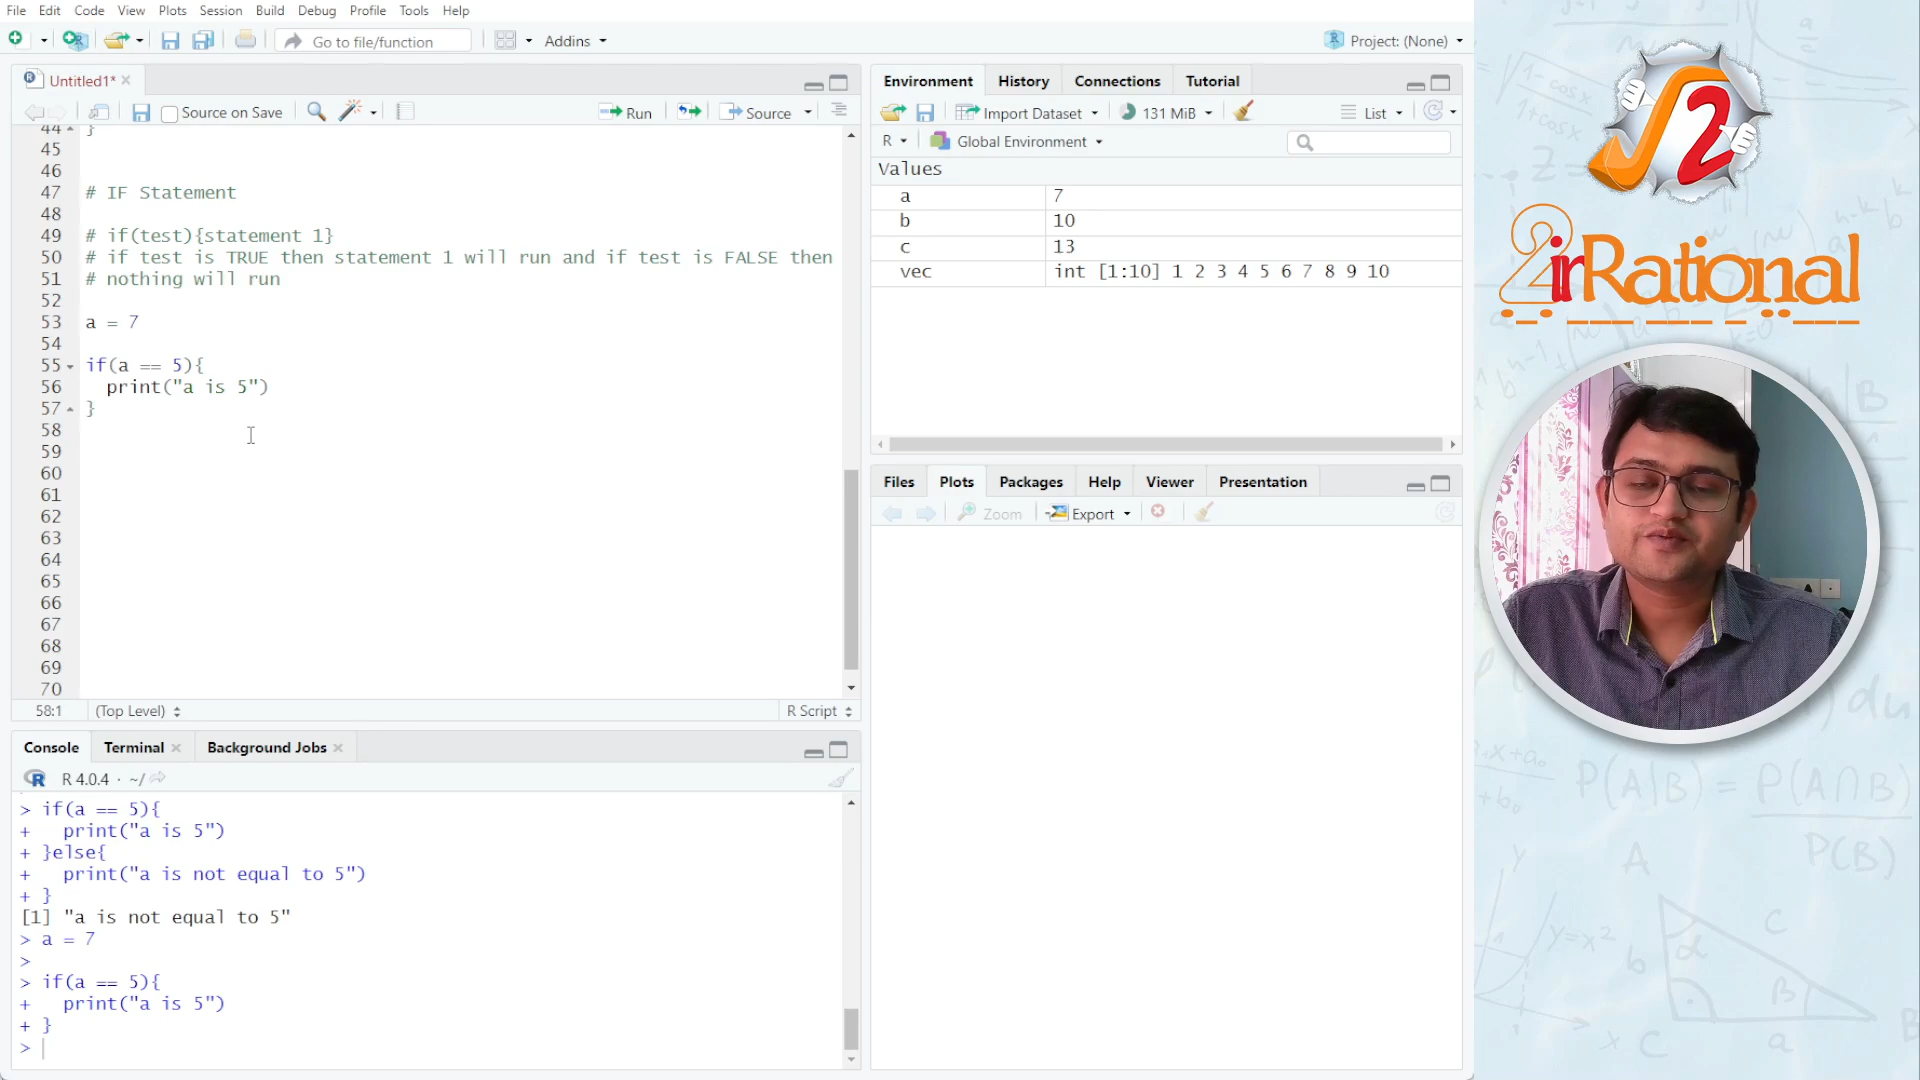 File Edit Code View Plots Session Build Debug Profile Tools Help
Go to file/function
Addins
Project: (None)
Untitled1*
Source on Save
Run
Source
44 }
45
46
47 # IF Statement
48
49 # if(test){statement 1}
50 # if test is TRUE then statement 1 will run and if test is FALSE then
51 # nothing will run
52
53 a = 7
54
55 if(a == 5){
56 print("a is 5")
57 }
58
59
60
61
62
63
64
65
66
67
68
69
70
58:1 (Top Level) R Script
Console Terminal Background Jobs
R 4.0.4 · ~/
> if(a == 5){
+ print("a is 5")
+ }else{
+ print("a is not equal to 5")
+ }
[1] "a is not equal to 5"
> a = 7
>
> if(a == 5){
+ print("a is 5")
+ }
>
Environment History Connections Tutorial
Import Dataset 131 MiB List
R Global Environment
Values
a 7
b 10
c 13
vec int [1:10] 1 2 3 4 5 6 7 8 9 10
Files Plots Packages Help Viewer Presentation
Zoom Export
√2
2irRational
P(A|B) = P(A∩B)
P(B)
y=x²
A
C
b
α
B
a
C
x
y